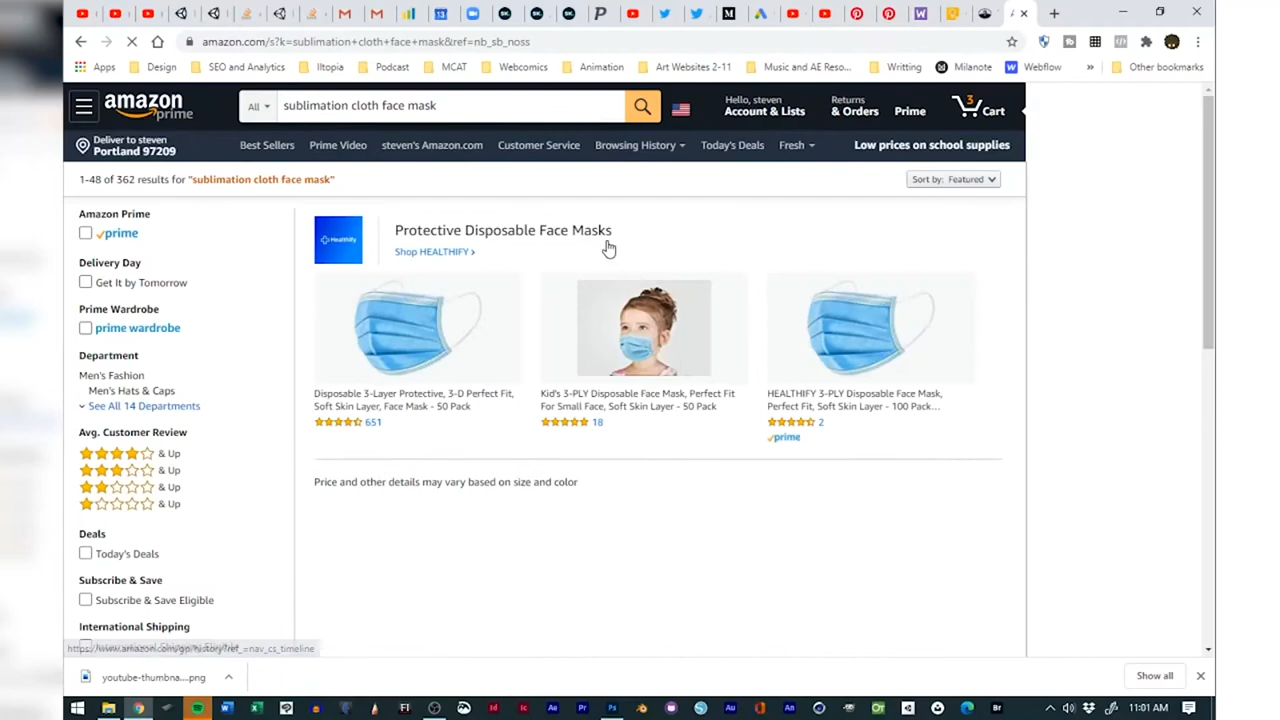 amazon.com/s?k=sublimation+cloth+face+mask&ref=nb_sb_noss
Apps
Design
SEO and Analytics
Iltopia
Podcast
MCAT
Webcomics
Animation
Art Websites 2-11
Music and AE Reso...
Writting
Milanote
Webflow
»
Other bookmarks
amazon
prime
All
sublimation cloth face mask
Hello, steven
Account & Lists
Returns
& Orders
Prime
3
Cart
Deliver to steven
Portland 97209
Best Sellers
Prime Video
steven's Amazon.com
Customer Service
Browsing History
Today's Deals
Fresh
Low prices on school supplies
1-48 of 362 results for "sublimation cloth face mask"
Sort by: Featured
Amazon Prime
prime
Delivery Day
Get It by Tomorrow
Prime Wardrobe
prime wardrobe
Department
Men's Fashion
Men's Hats & Caps
See All 14 Departments
Avg. Customer Review
& Up
& Up
& Up
& Up
Deals
Today's Deals
Subscribe & Save
Subscribe & Save Eligible
International Shipping
Healthify
Protective Disposable Face Masks
Shop HEALTHIFY ›
Disposable 3-Layer Protective, 3-D Perfect Fit,
Soft Skin Layer, Face Mask - 50 Pack
651
Kid's 3-PLY Disposable Face Mask, Perfect Fit
For Small Face, Soft Skin Layer - 50 Pack
18
HEALTHIFY 3-PLY Disposable Face Mask,
Perfect Fit, Soft Skin Layer - 100 Pack...
2
prime
Price and other details may vary based on size and color
https://www.amazon.com/gp/history?ref_=nav_cs_timeline
youtube-thumbna....png
Show all
11:01 AM